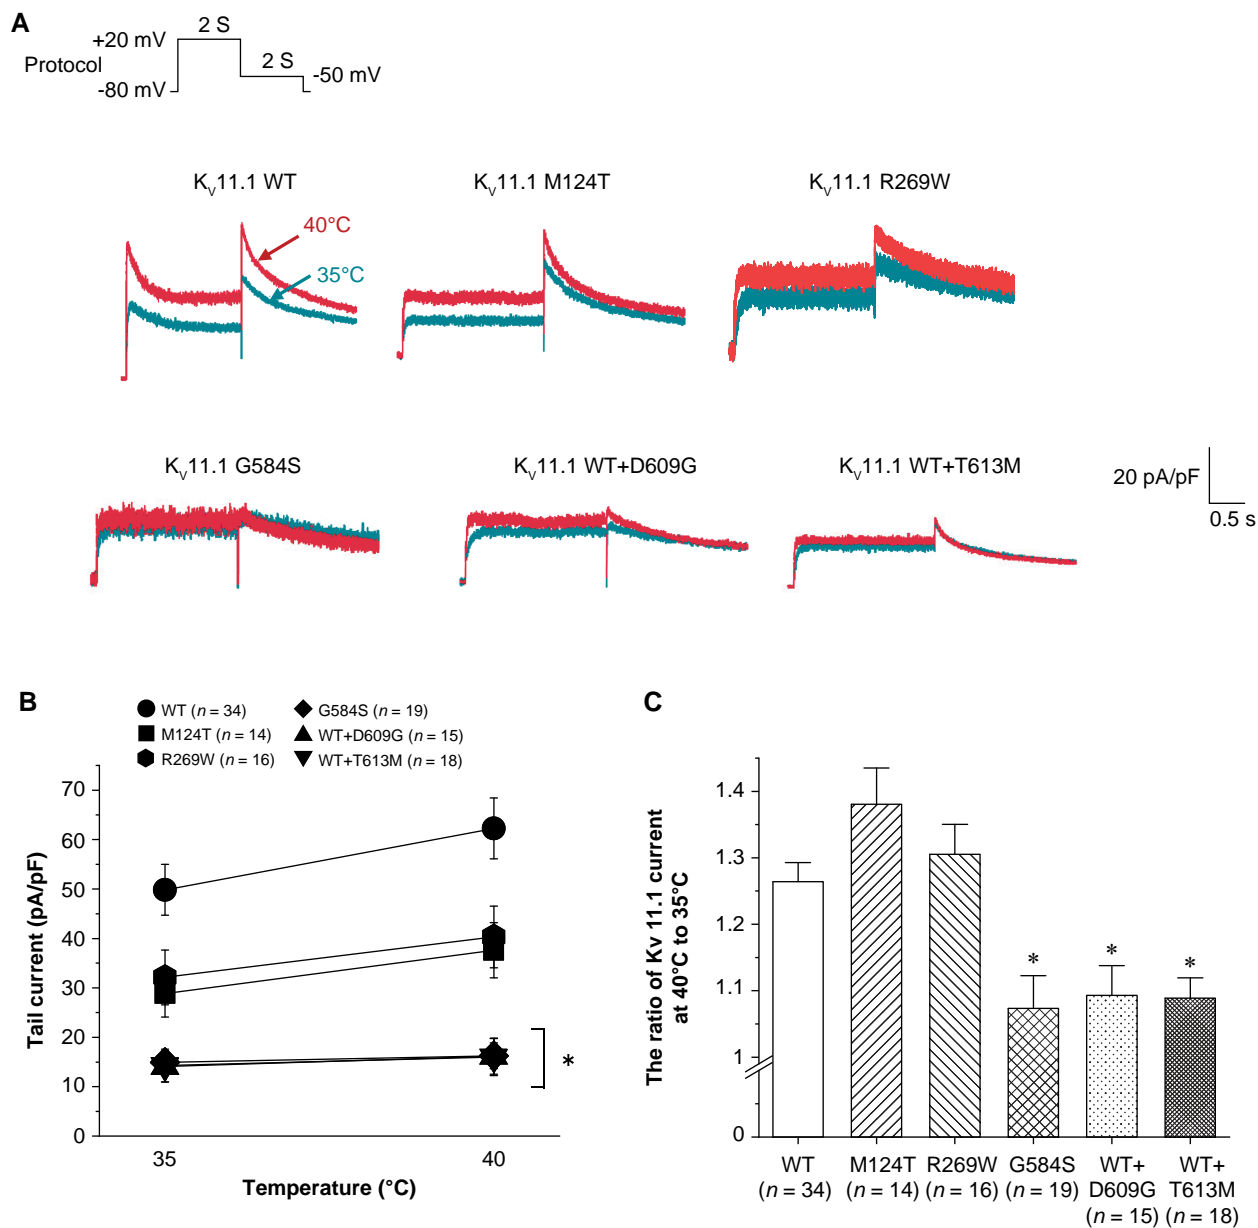 A
2 S
+20 mV
Protocol
2 S
-50 mV
-80 mV
KV11.1 WT
KV11.1 M124T
KV11.1 R269W
40°C
35°C
KV11.1 G584S
KV11.1 WT+D609G
KV11.1 WT+T613M
20 pA/pF
0.5 s
B
WT (n = 34)
G584S (n = 19)
M124T (n = 14)
WT+D609G (n = 15)
R269W (n = 16)
WT+T613M (n = 18)
70
60
50
40
30
20
10
0
*
35
40
Tail current (pA/pF)
Temperature (°C)
C
The ratio of Kv 11.1 current
at 40°C to 35°C
1.4
1.3
1.2
1.1
1
0
*
*
*
WT
(n = 34)
M124T
(n = 14)
R269W
(n = 16)
G584S
(n = 19)
WT+
D609G
(n = 15)
WT+
T613M
(n = 18)